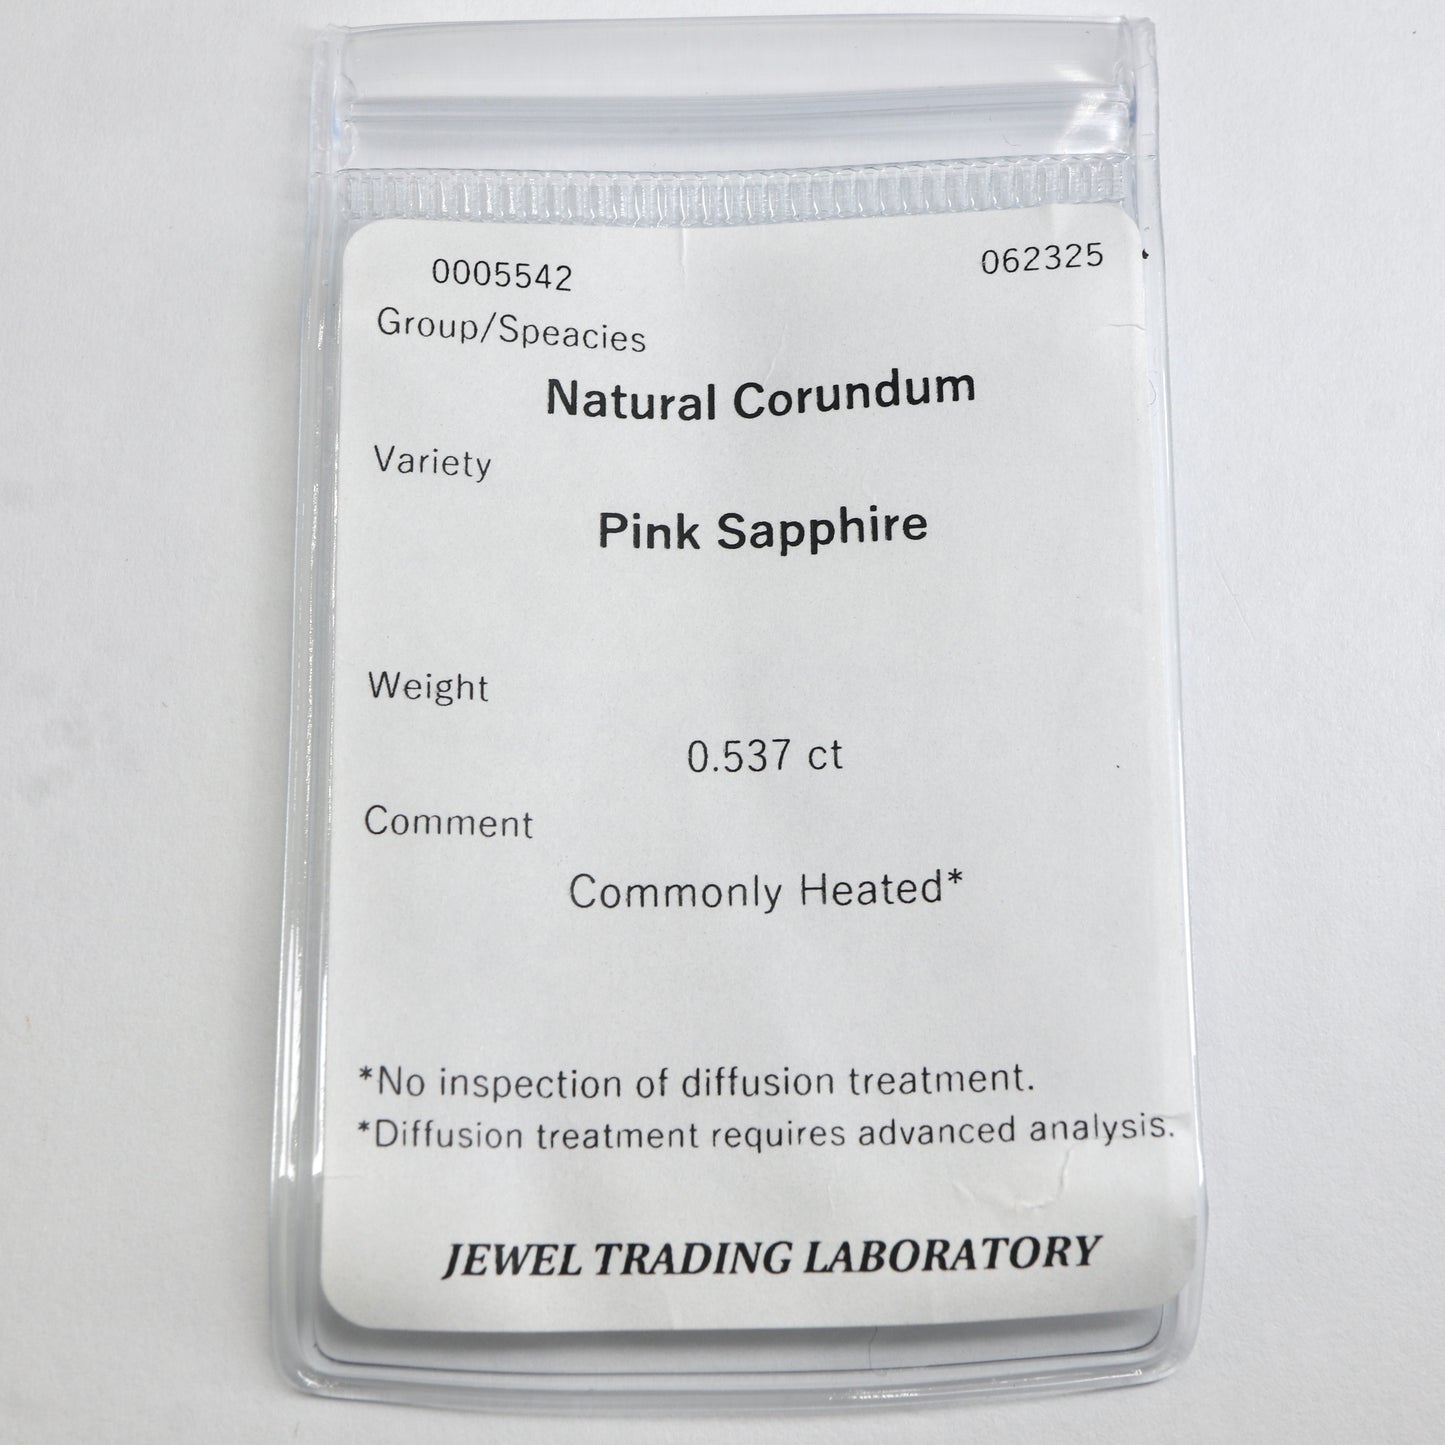 0005542 062325
Group/Speacies
Natural Corundum
Variety
Pink Sapphire
Weight
0.537 ct
Comment
Commonly Heated*
*No inspection of diffusion treatment.
*Diffusion treatment requires advanced analysis.
JEWEL TRADING LABORATORY